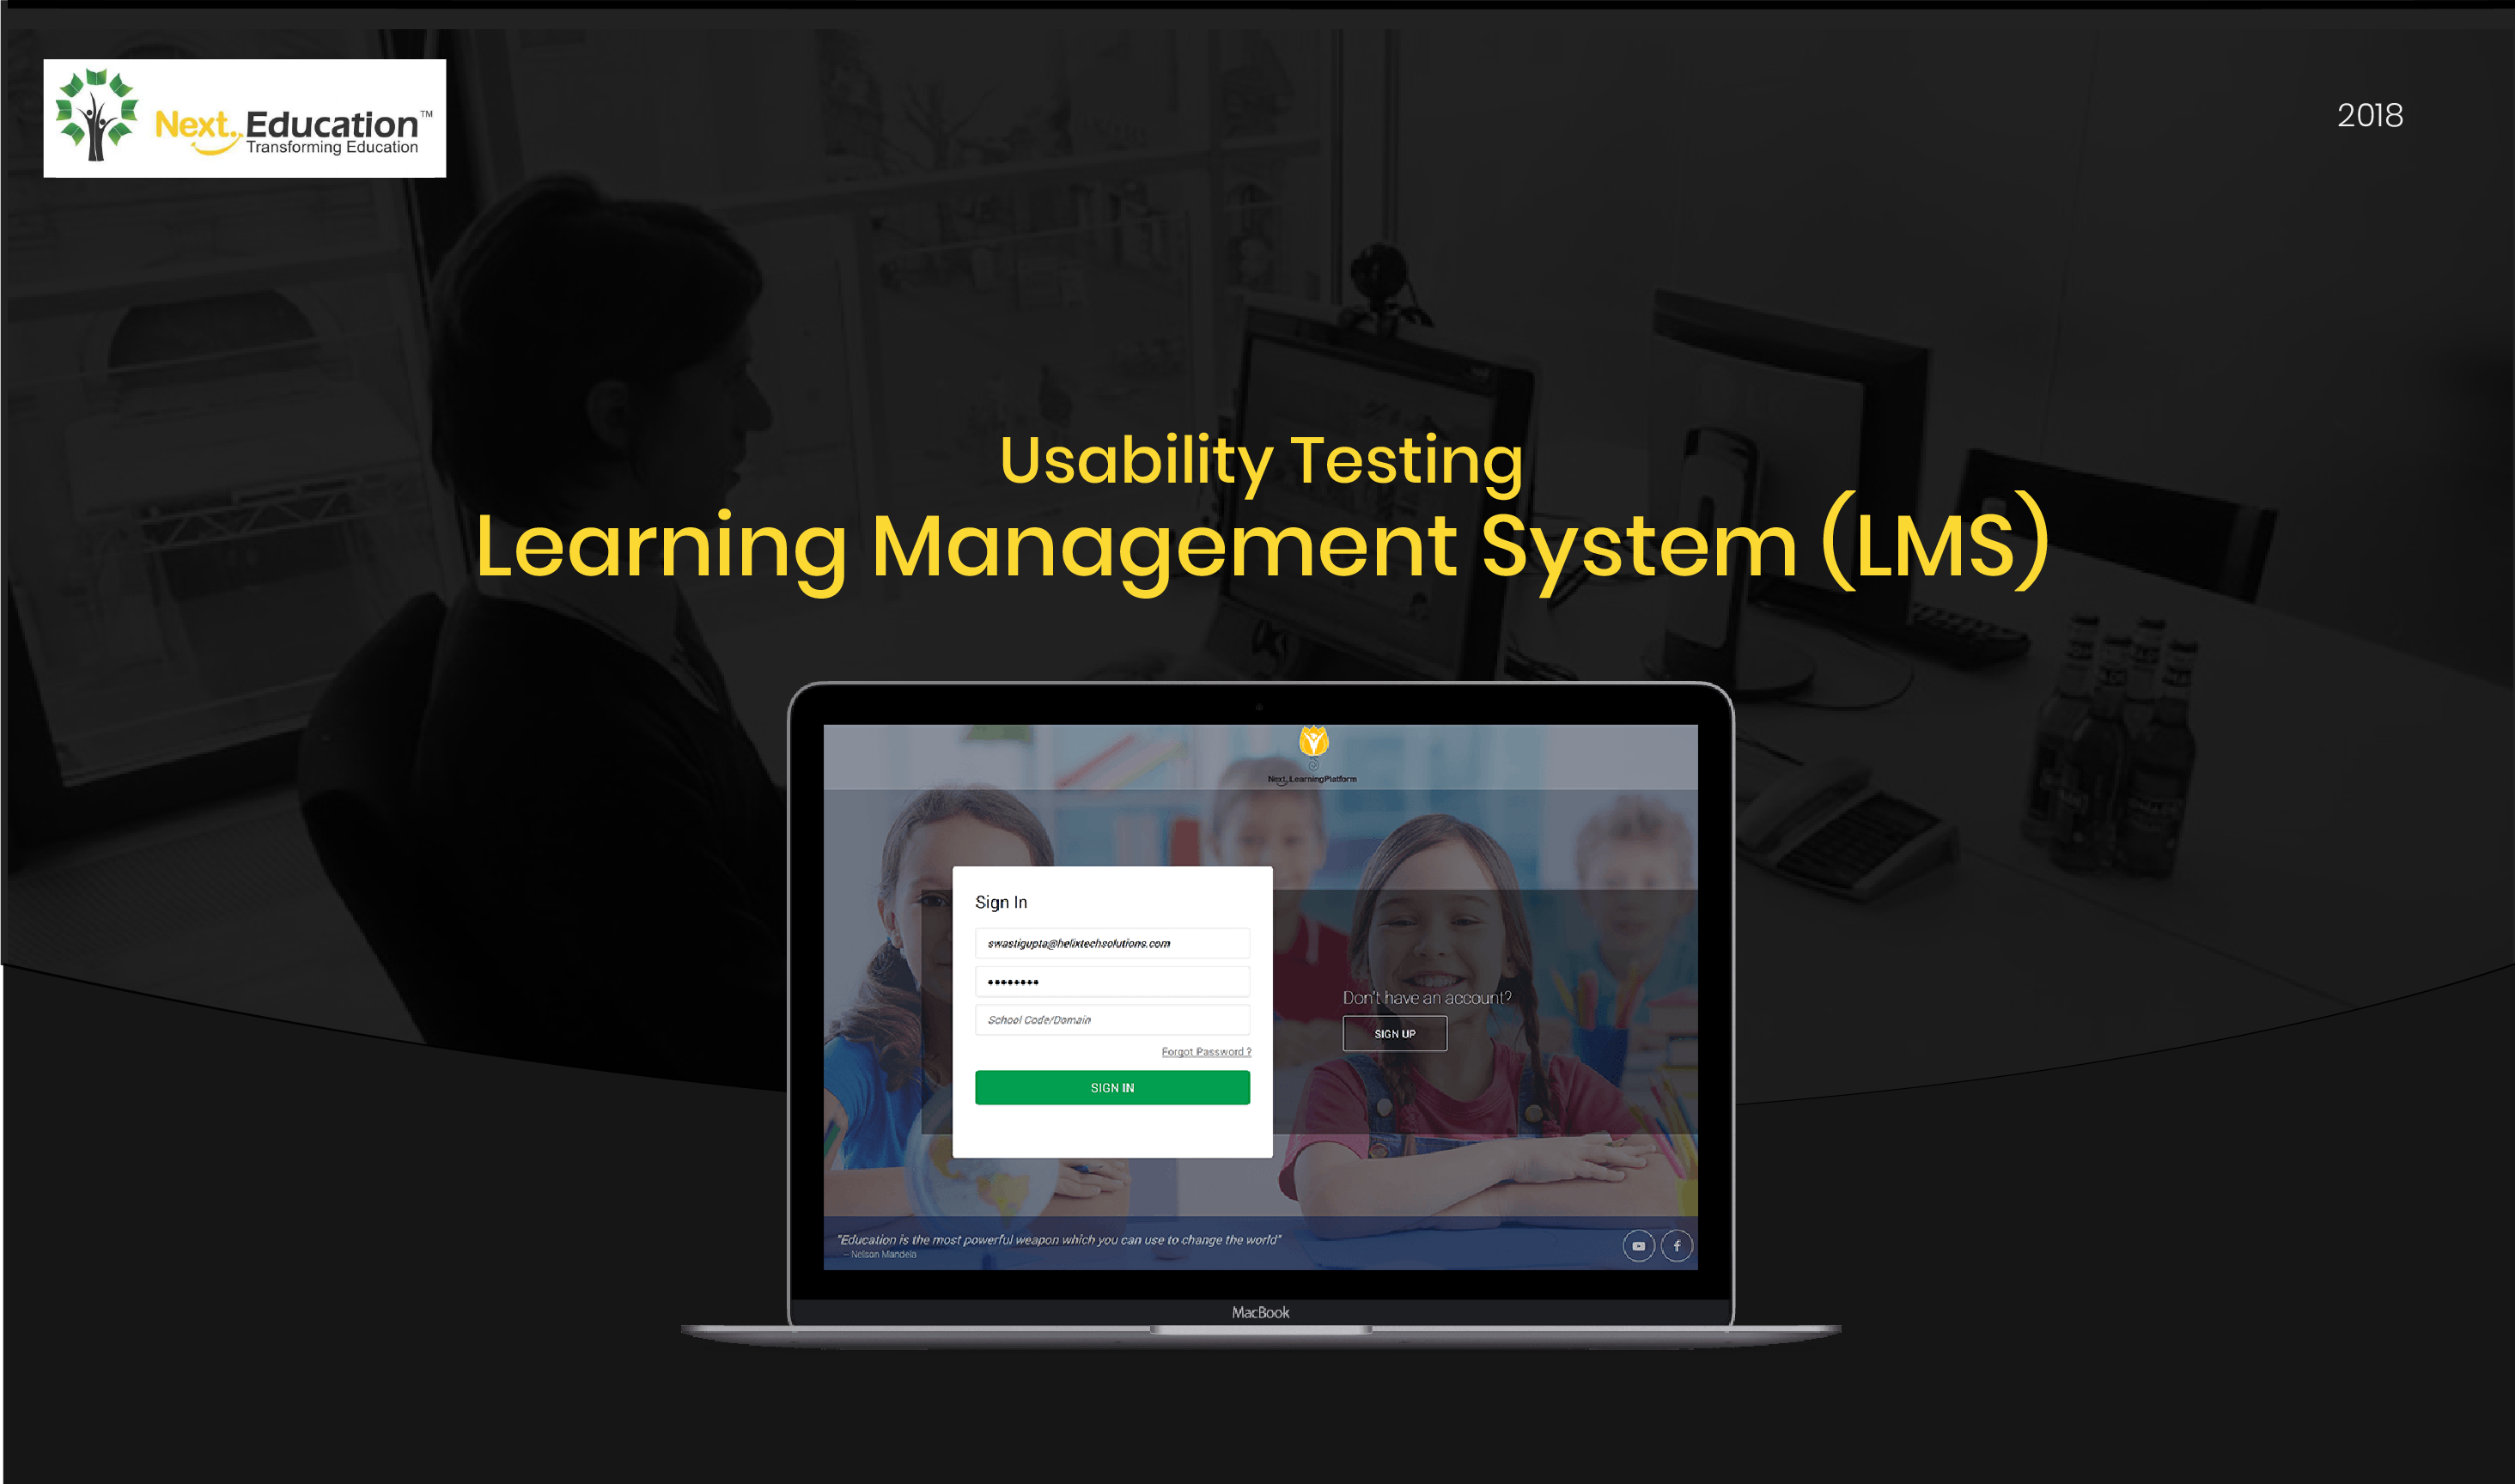 Next Education™
Transforming Education
2018
Usability Testing
Learning Management System (LMS)
Next LearningPlatform
Sign In
swastigupta@helixtechsolutions.com
********
School Code/Domain
Forgot Password ?
SIGN IN
Don't have an account?
SIGN UP
"Education is the most powerful weapon which you can use to change the world"
– Nelson Mandela
MacBook